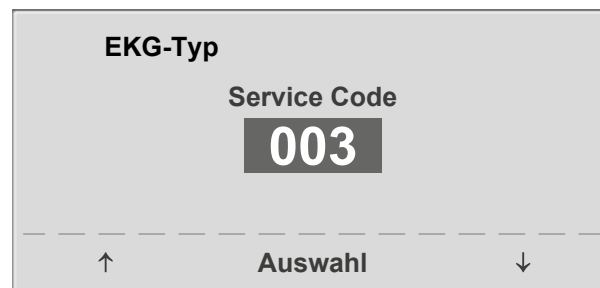 EKG-Typ
Service Code
003
↑ Auswahl ↓